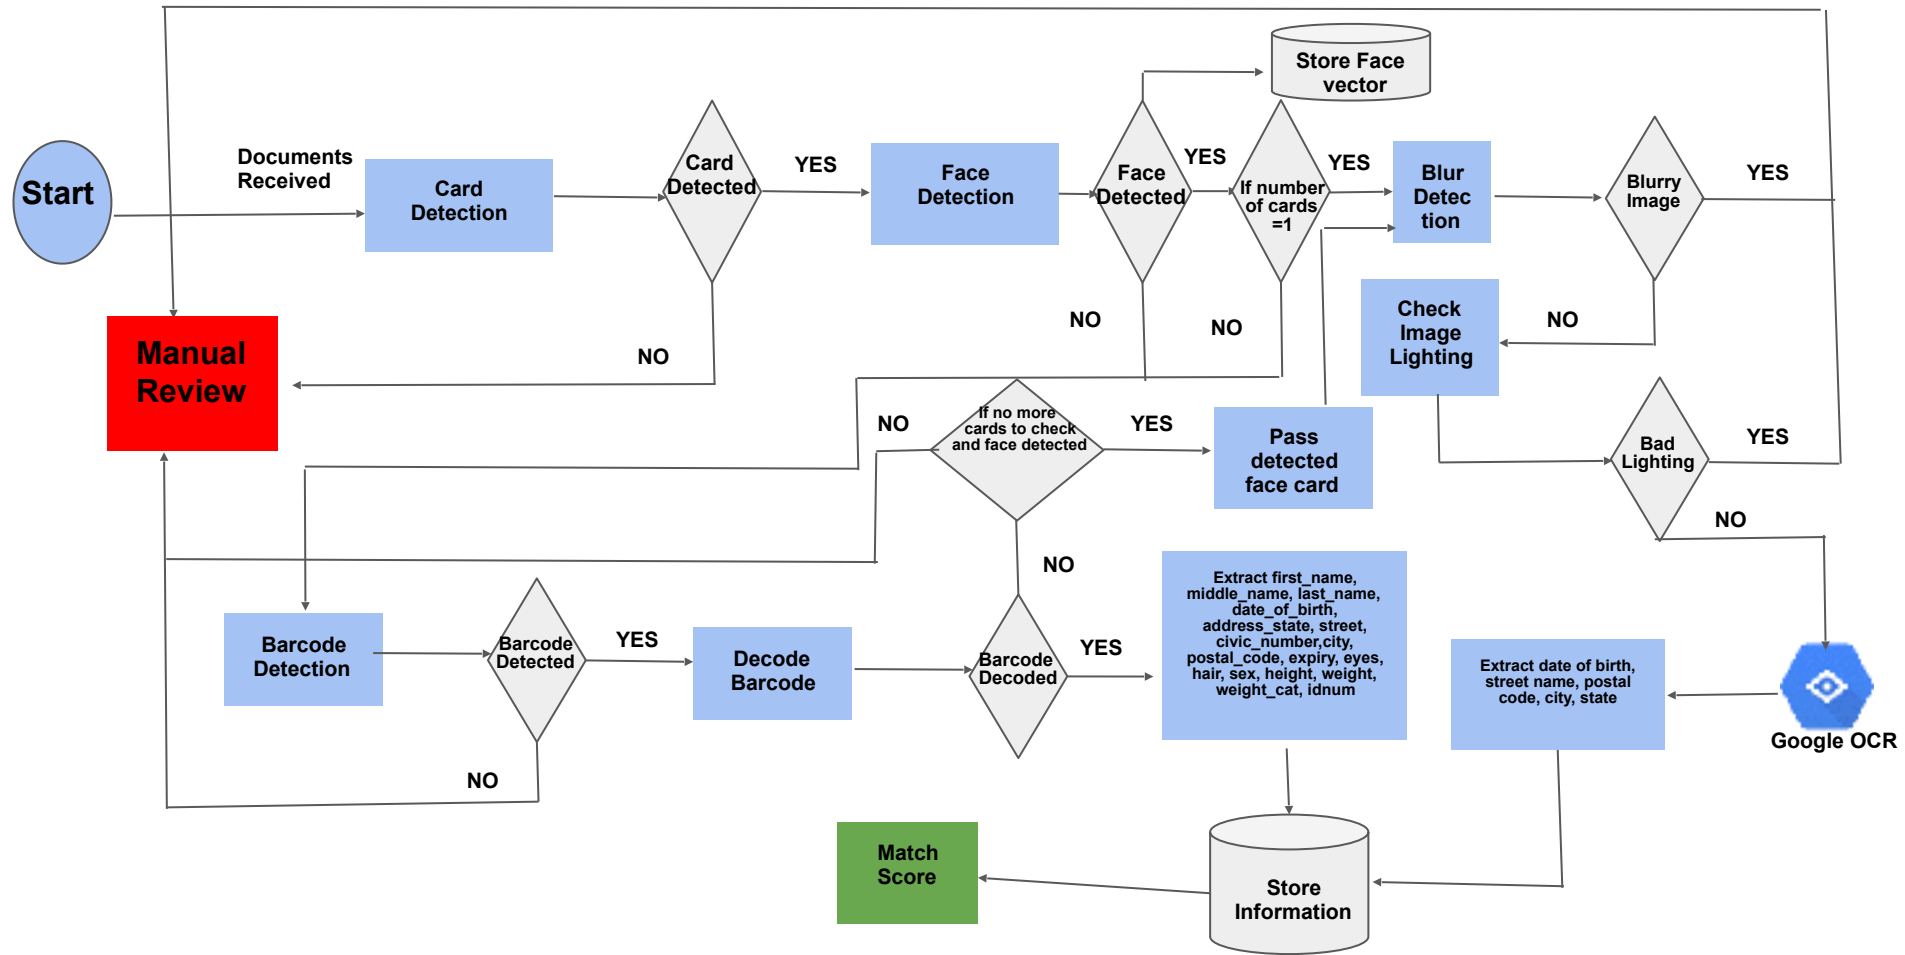 Store Face
vector
Start
Documents
Received
Card
Detection
Card
Detected
YES
Face
Detection
Face
Detected
YES
If number
of cards
=1
YES
Blur
Detec
tion
Blurry
Image
YES
Manual
Review
NO
NO
NO
Check
Image
Lighting
NO
NO
If no more
cards to check
and face detected
YES
Pass
detected
face card
Bad
Lighting
YES
NO
NO
Barcode
Detection
Barcode
Detected
YES
Decode
Barcode
Barcode
Decoded
YES
Extract first_name,
middle_name, last_name,
date_of_birth,
address_state, street,
civic_number,city,
postal_code, expiry, eyes,
hair, sex, height, weight,
weight_cat, idnum
Extract date of birth,
street name, postal
code, city, state
Google OCR
NO
Match
Score
Store
Information